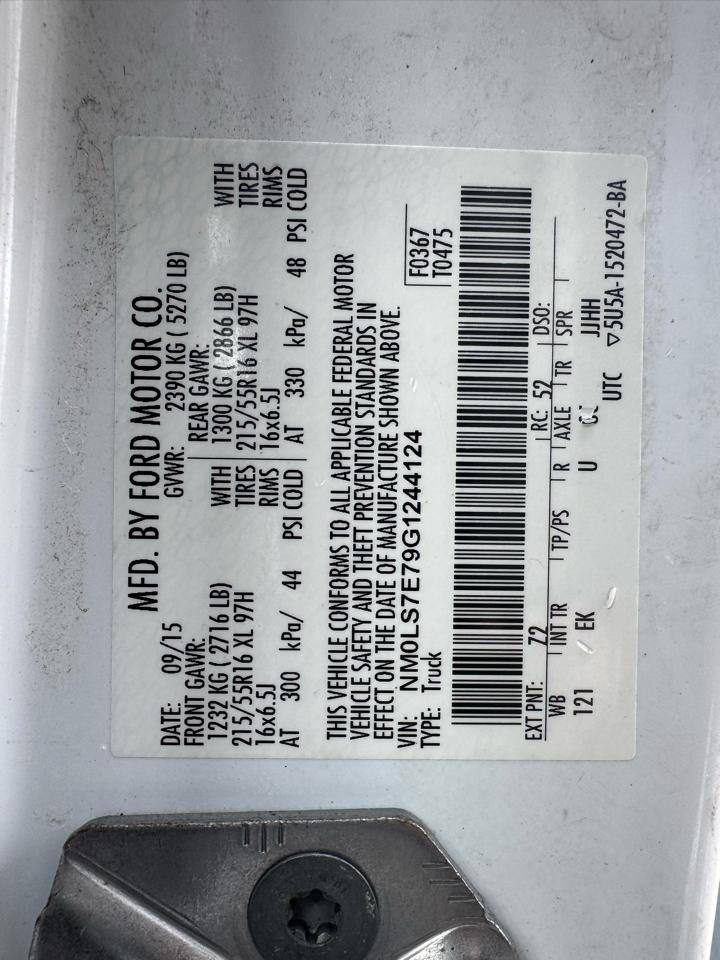 MFD. BY FORD MOTOR CO.
DATE: 09/15 GVWR: 2390 KG ( 5270 LB)
FRONT GAWR: REAR GAWR:
1232 KG ( 2716 LB) WITH 1300 KG ( 2866 LB) WITH
215/55R16 XL 97H TIRES 215/55R16 XL 97H TIRES
16x6.5J RIMS 16x6.5J RIMS
AT 300 kPa/ 44 PSI COLD AT 330 kPa/ 48 PSI COLD
THIS VEHICLE CONFORMS TO ALL APPLICABLE FEDERAL MOTOR
VEHICLE SAFETY AND THEFT PREVENTION STANDARDS IN
EFFECT ON THE DATE OF MANUFACTURE SHOWN ABOVE.
VIN: NM0LS7E79G1244124 F0367
TYPE: Truck T0475
EXT PNT: Z2 RC: 52 DSO:
WB INT TR TP/PS R AXLE TR SPR
121 EK U JJHH
UTC ▽5U5A-1520472-BA